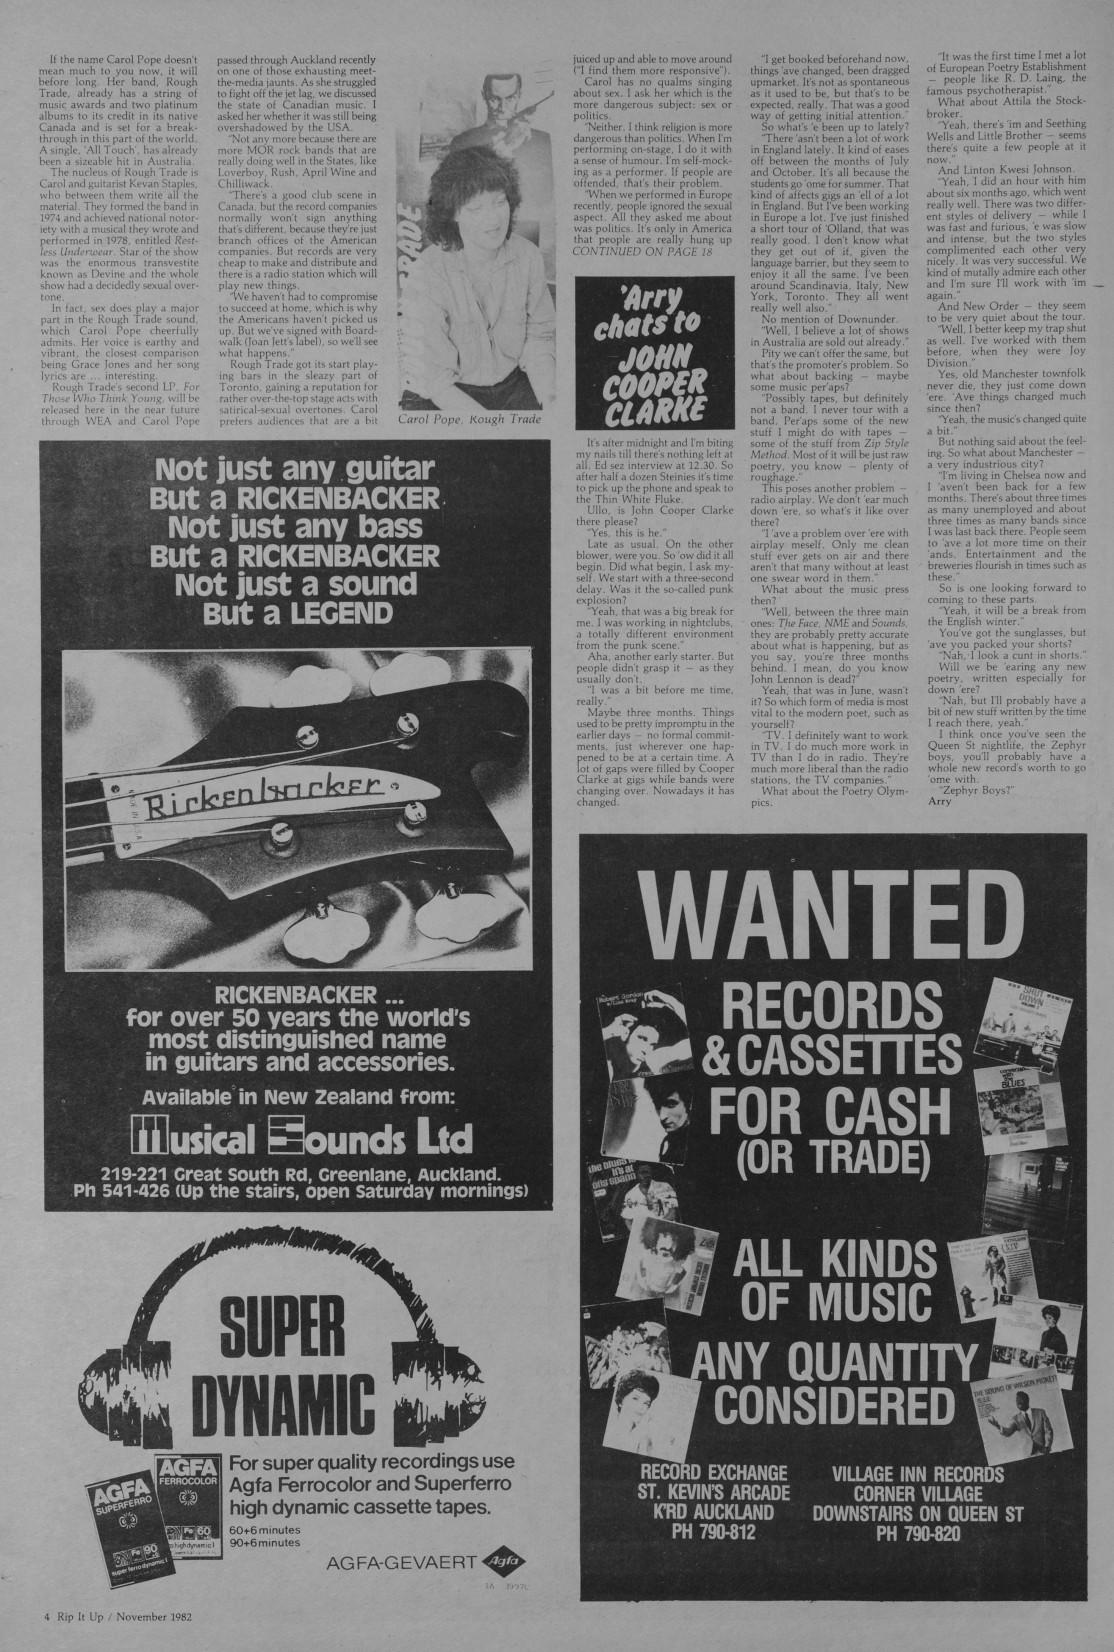 If the name Carol Pope doesn't
mean much to you now, it will
before long. Her band, Rough
Trade, already has a string of
music awards and two platinum
albums to its credit in its native
Canada and is set for a break-
through in this part of the world.
A single, 'All Touch', has already
been a sizeable hit in Australia.
The nucleus of Rough Trade is
Carol and guitarist Kevan Staples,
who between them write all the
material. They formed the band in
1974 and achieved national notor-
iety with a musical they wrote and
performed in 1978, entitled Rest-
less Underwear. Star of the show
was the enormous transvestite
known as Devine and the whole
show had a decidedly sexual over-
tone.
In fact, sex does play a major
part in the Rough Trade sound,
which Carol Pope cheerfully
admits. Her voice is earthy and
vibrant, the closest comparison
being Grace Jones and her song
lyrics are ... interesting.
Rough Trade's second LP, For
Those Who Think Young, will be
released here in the near future
through WEA and Carol Pope
passed through Auckland recently
on one of those exhausting meet-
the-media jaunts. As she struggled
to fight off the jet lag, we discussed
the state of Canadian music. I
asked her whether it was still being
overshadowed by the USA.
"Not any more because there are
more MOR rock bands that are
really doing well in the States, like
Loverboy, Rush, April Wine and
Chilliwack.
"There's a good club scene in
Canada, but the record companies
normally won't sign anything
that's different, because they're just
branch offices of the American
companies. But records are very
cheap to make and distribute and
there is a radio station which will
play new things.
"We haven't had to compromise
to succeed at home, which is why
the Americans haven't picked us
up. But we've signed with Board-
walk (Joan Jett's label), so we'll see
what happens."
Rough Trade got its start play-
ing bars in the sleazy part of
Toronto, gaining a reputation for
rather over-the-top stage acts with
satirical-sexual overtones. Carol
prefers audiences that are a bit
Carol Pope, Rough Trade
juiced up and able to move around
("I find them more responsive").
Carol has no qualms singing
about sex. I ask her which is the
more dangerous subject: sex or
politics.
"Neither. I think religion is more
dangerous than politics. When I'm
performing on-stage, I do it with
a sense of humour. I'm self-mock-
ing as a performer. If people are
offended, that's their problem.
"When we performed in Europe
recently, people ignored the sexual
aspect. All they asked me about
was politics. It's only in America
that people are really hung up
CONTINUED ON PAGE 18
'Arry
chats to
JOHN
COOPER
CLARKE
It's after midnight and I'm biting
my nails till there's nothing left at
all. Ed sez interview at 12.30. So
after half a dozen Steinies it's time
to pick up the phone and speak to
the Thin White Fluke.
Ullo, is John Cooper Clarke
there please?
"Yes, this is he."
Late as usual. On the other
blower, were you. So 'ow did it all
begin. Did what begin, I ask my-
self. We start with a three-second
delay. Was it the so-called punk
explosion?
"Yeah, that was a big break for
me. I was working in nightclubs,
a totally different environment
from the punk scene."
Aha, another early starter. But
people didn't grasp it — as they
usually don't.
"I was a bit before me time,
really."
Maybe three months. Things
used to be pretty impromptu in the
earlier days — no formal commit-
ments, just wherever one hap-
pened to be at a certain time. A
lot of gaps were filled by Cooper
Clarke at gigs while bands were
changing over. Nowadays it has
changed.
"I get booked beforehand now,
things 'ave changed, been dragged
upmarket. It's not as spontaneous
as it used to be, but that's to be
expected, really. That was a good
way of getting initial attention."
So what's 'e been up to lately?
"There 'asn't been a lot of work
in England lately. It kind of eases
off between the months of July
and October. It's all because the
students go 'ome for summer. That
kind of affects gigs an 'ell of a lot
in England. But I've been working
in Europe a lot. I've just finished
a short tour of 'Olland, that was
really good. I don't know what
they get out of it, given the
language barrier, but they seem to
enjoy it all the same. I've been
around Scandinavia, Italy, New
York, Toronto. They all went
really well also."
No mention of Downunder.
"Well, I believe a lot of shows
in Australia are sold out already."
Pity we can't offer the same, but
that's the promoter's problem. So
what about backing — maybe
some music per'aps?
"Possibly tapes, but definitely
not a band. I never tour with a
band. Per'aps some of the new
stuff I might do with tapes —
some of the stuff from Zip Style
Method. Most of it will be just raw
poetry, you know — plenty of
roughage."
This poses another problem —
radio airplay. We don't 'ear much
down 'ere, so what's it like over
there?
"I 'ave a problem over 'ere with
airplay meself. Only me clean
stuff ever gets on air and there
aren't that many without at least
one swear word in them."
What about the music press
then?
"Well, between the three main
ones: The Face, NME and Sounds,
they are probably pretty accurate
about what is happening, but as
you say, you're three months
behind. I mean, do you know
John Lennon is dead?"
Yeah, that was in June, wasn't
it? So which form of media is most
vital to the modern poet, such as
yourself?
"TV. I definitely want to work
in TV. I do much more work in
TV than I do in radio. They're
much more liberal than the radio
stations, the TV companies."
What about the Poetry Olym-
pics.
"It was the first time I met a lot
of European Poetry Establishment
— people like R. D. Laing, the
famous psychotherapist."
What about Attila the Stock-
broker.
"Yeah, there's 'im and Seething
Wells and Little Brother — seems
there's quite a few people at it
now."
And Linton Kwesi Johnson.
"Yeah, I did an hour with him
about six months ago, which went
really well. There was two differ-
ent styles of delivery — while I
was fast and furious, 'e was slow
and intense, but the two styles
complimented each other very
nicely. It was very successful. We
kind of mutally admire each other
and I'm sure I'll work with 'im
again."
And New Order — they seem
to be very quiet about the tour.
"Well, I better keep my trap shut
as well. I've worked with them
before, when they were Joy
Division."
Yes, old Manchester townfolk
never die, they just come down
'ere. 'Ave things changed much
since then?
"Yeah, the music's changed quite
a bit."
But nothing said about the feel-
ing. So what about Manchester —
a very industrious city?
"I'm living in Chelsea now and
I 'aven't been back for a few
months. There's about three times
as many unemployed and about
three times as many bands since
I was last back there. People seem
to 'ave a lot more time on their
'ands. Entertainment and the
breweries flourish in times such as
these."
So is one looking forward to
coming to these parts.
"Yeah, it will be a break from
the English winter."
You've got the sunglasses, but
'ave you packed your shorts?
"Nah, I look a cunt in shorts."
Will we be 'earing any new
poetry, written especially for
down 'ere?
"Nah, but I'll probably have a
bit of new stuff written by the time
I reach there, yeah."
I think once you've seen the
Queen St nightlife, the Zephyr
boys, you'll probably have a
whole new record's worth to go
'ome with.
"Zephyr Boys?"
Arry
Not just any guitar
But a RICKENBACKER
Not just any bass
But a RICKENBACKER
Not just a sound
But a LEGEND
Rickenbacker
MADE IN U.S.A.
RICKENBACKER ...
for over 50 years the world's
most distinguished name
in guitars and accessories.
Available in New Zealand from:
Musical Sounds Ltd
219-221 Great South Rd, Greenlane, Auckland.
Ph 541-426 (Up the stairs, open Saturday mornings)
SUPER
DYNAMIC
AGFA
SUPERFERRO
Fe 90
super ferro dynamic
AGFA
FERROCOLOR
Fe 60
highdynamic
For super quality recordings use
Agfa Ferrocolor and Superferro
high dynamic cassette tapes.
60+6 minutes
90+6 minutes
AGFA-GEVAERT Agfa
WANTED
RECORDS
& CASSETTES
FOR CASH
(OR TRADE)
ALL KINDS
OF MUSIC
ANY QUANTITY
CONSIDERED
Robert Gordon
SHUT
DOWN
the BLUES
the blues
it's at
otis spann
THE SOUND OF WILSON PICKETT
RECORD EXCHANGE
ST. KEVIN'S ARCADE
K'RD AUCKLAND
PH 790-812
VILLAGE INN RECORDS
CORNER VILLAGE
DOWNSTAIRS ON QUEEN ST
PH 790-820
4 Rip It Up / November 1982